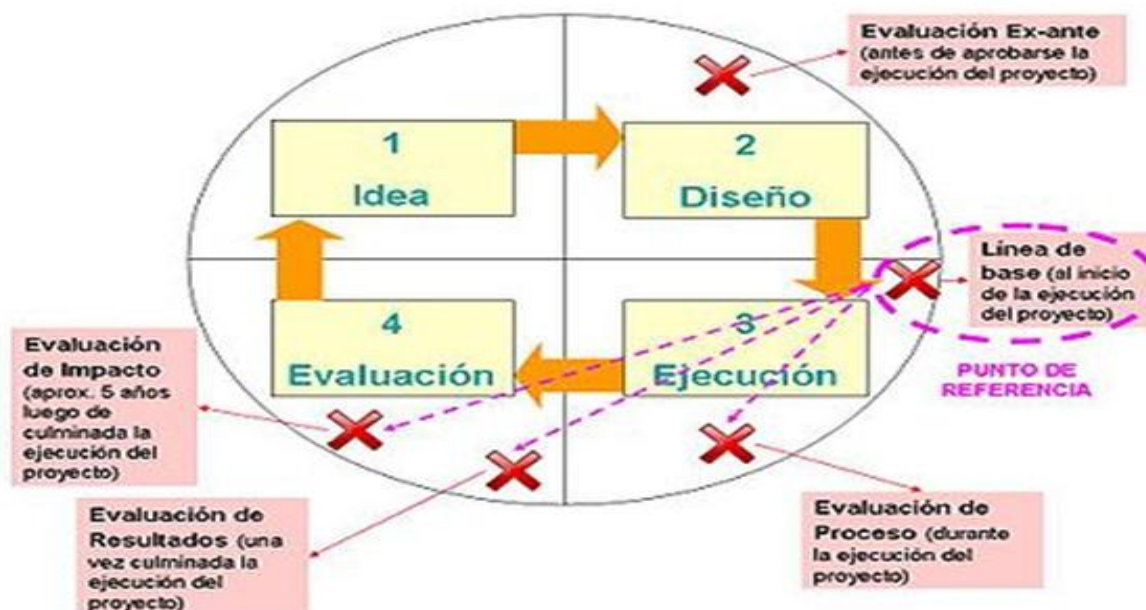 Evaluación Ex-ante
(antes de aprobarse la
ejecución del proyecto)
1
Idea
2
Diseño
Línea de
base (al inicio
de la ejecución
del proyecto)
PUNTO DE
REFERENCIA
4
Evaluación
3
Ejecución
Evaluación
de Impacto
(aprox. 5 años
luego de
culminada la
ejecución del
proyecto)
Evaluación de
Resultados (una
vez culminada la
ejecución del
proyecto)
Evaluación de
Proceso (durante
la ejecución del
proyecto)